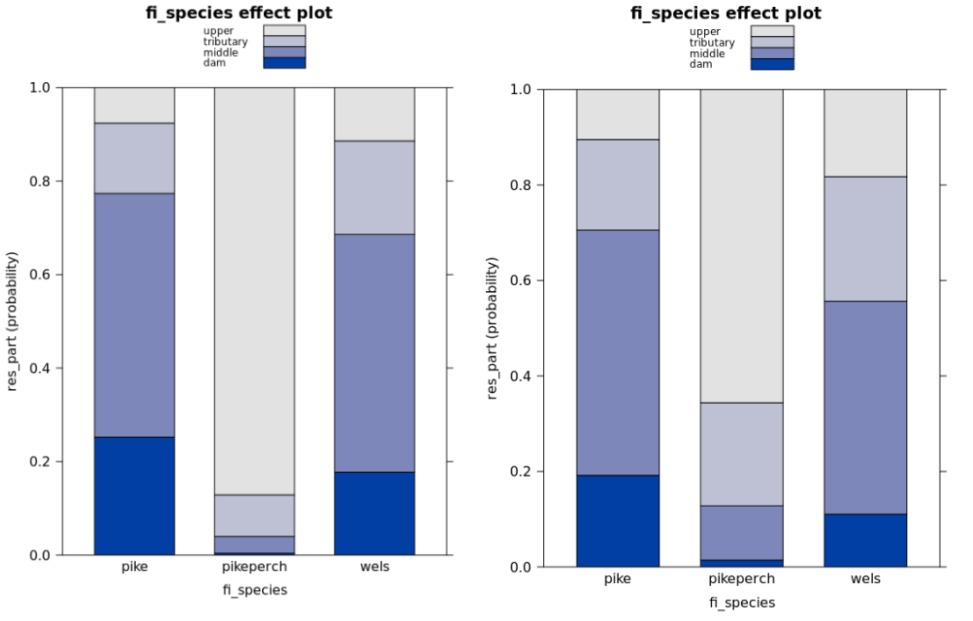 fi_species effect plot
upper
tributary
middle
dam
1.0
0.8
0.6
0.4
0.2
0.0
res_part (probability)
pike pikeperch wels
fi_species
fi_species effect plot
upper
tributary
middle
dam
1.0
0.8
0.6
0.4
0.2
0.0
res_part (probability)
pike pikeperch wels
fi_species